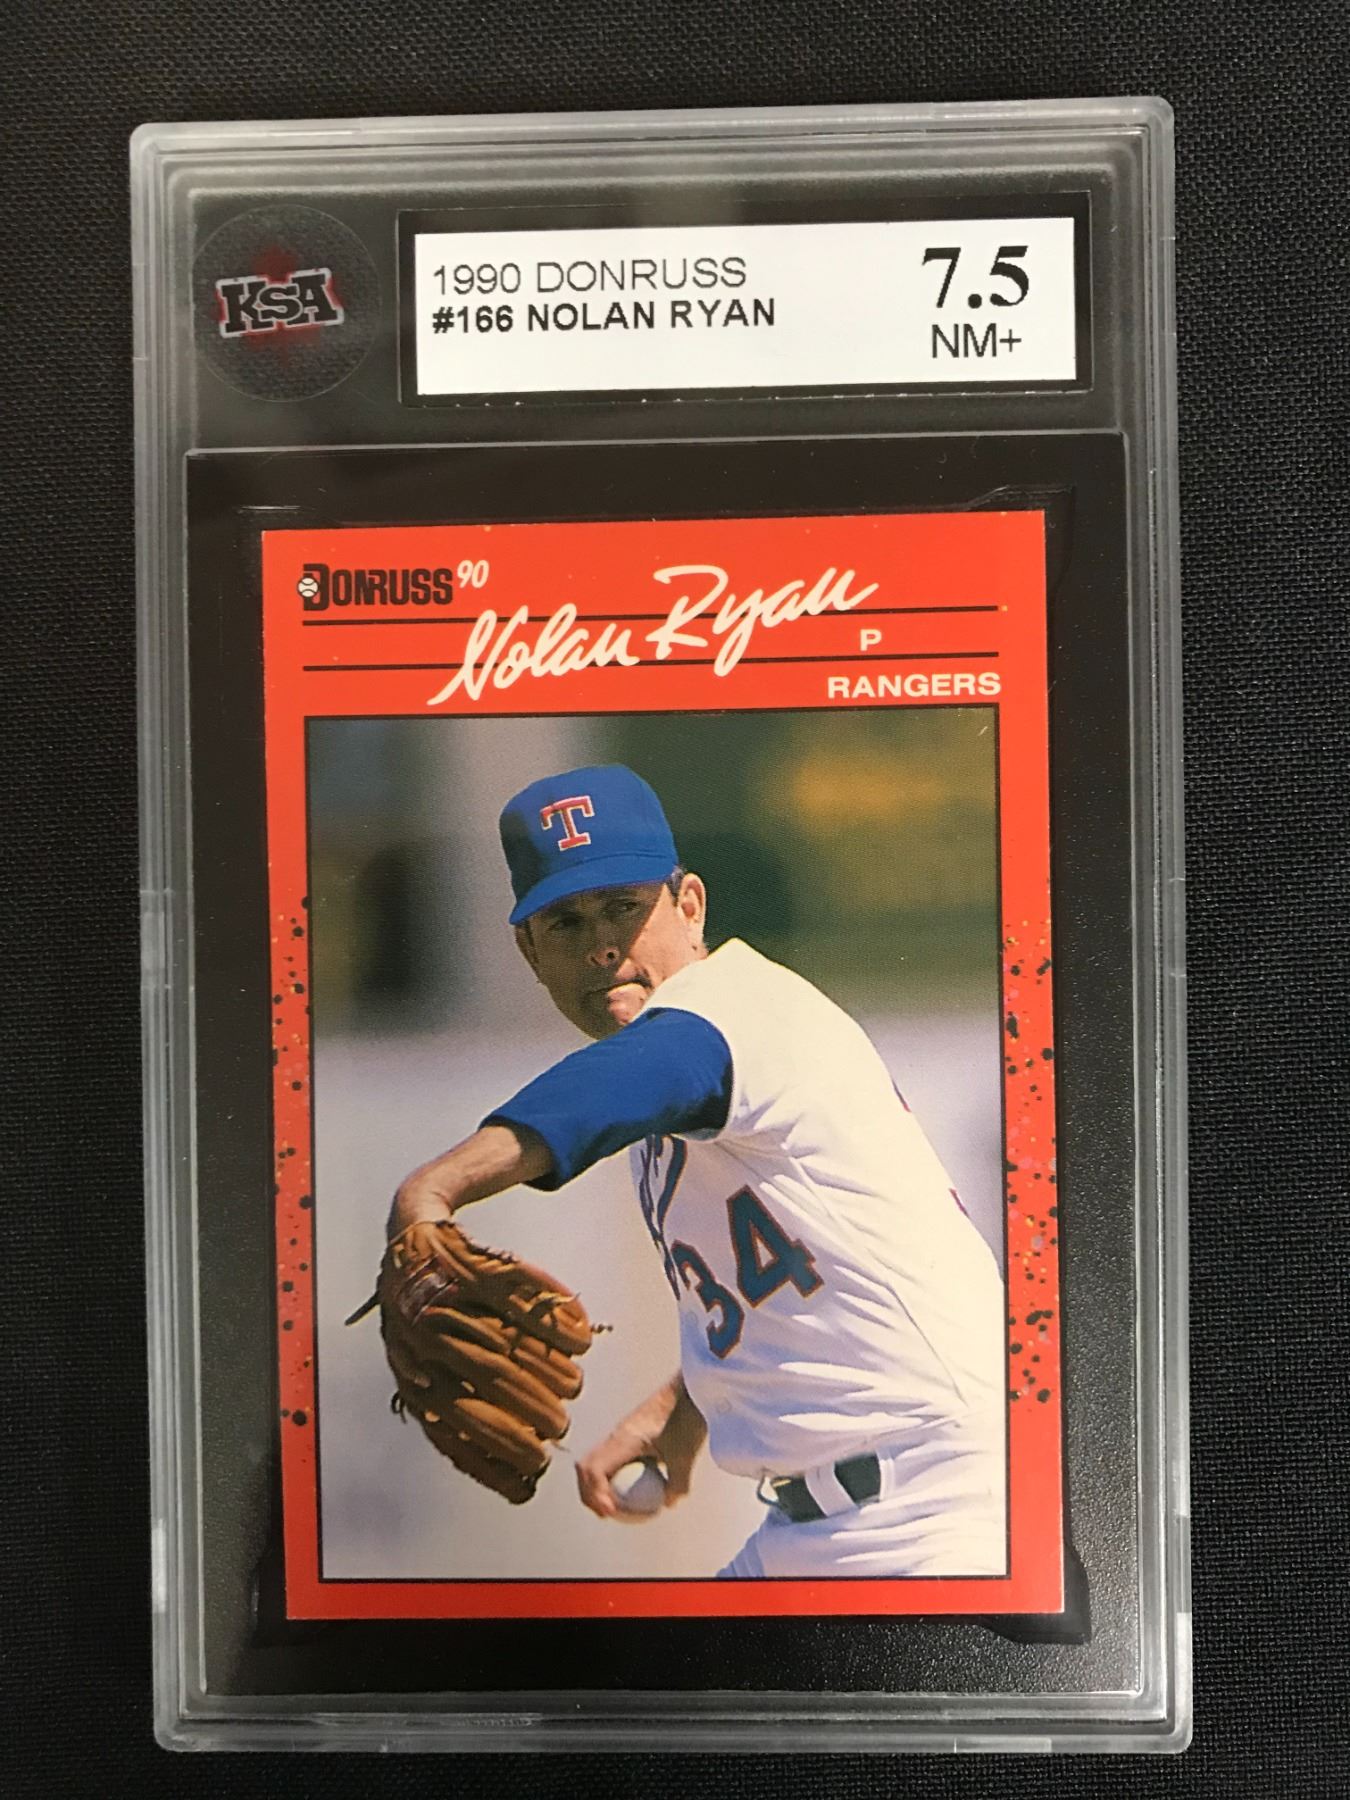 KSA
1990 DONRUSS
#166 NOLAN RYAN
7.5
NM+
DONRUSS '90
Nolan Ryan
P
RANGERS
T
34